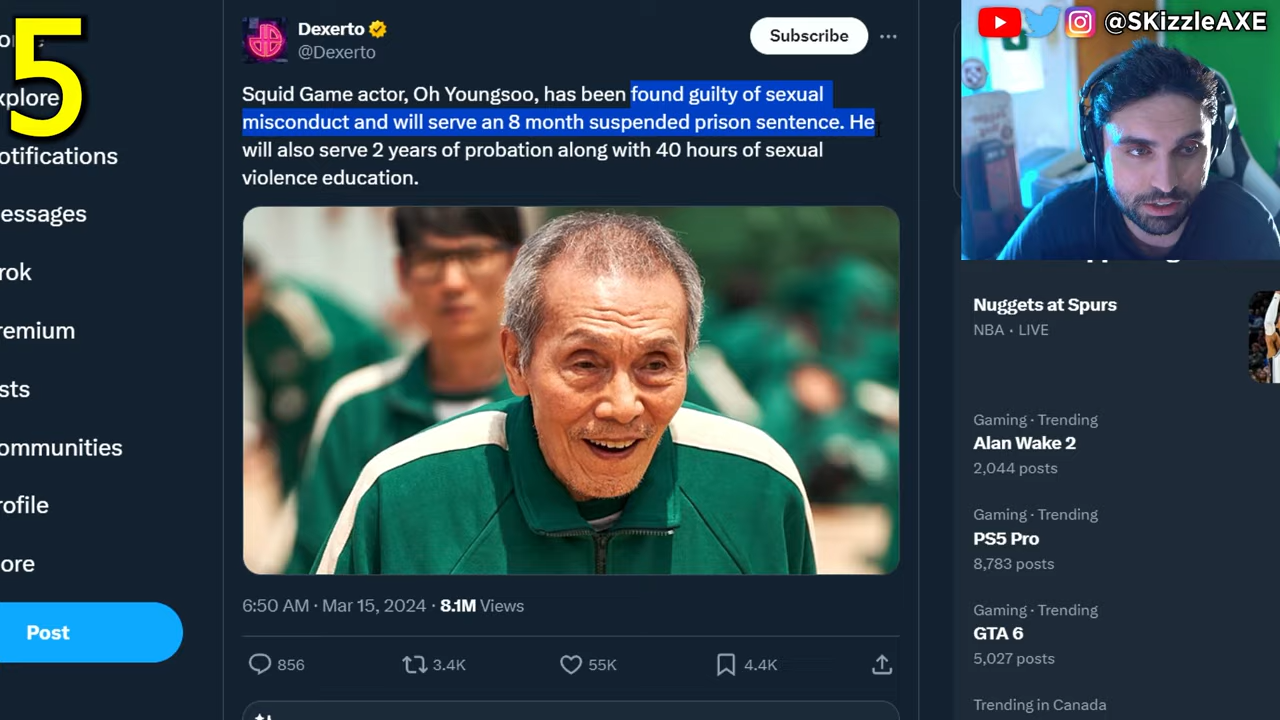 5
@SKizzleAXE
Dexerto
@Dexerto
Subscribe
Squid Game actor, Oh Youngsoo, has been found guilty of sexual
misconduct and will serve an 8 month suspended prison sentence. He
will also serve 2 years of probation along with 40 hours of sexual
violence education.
6:50 AM · Mar 15, 2024 · 8.1M Views
856
3.4K
55K
4.4K
xplore
otifications
essages
rok
remium
sts
ommunities
rofile
ore
Post
Nuggets at Spurs
NBA · LIVE
Gaming · Trending
Alan Wake 2
2,044 posts
Gaming · Trending
PS5 Pro
8,783 posts
Gaming · Trending
GTA 6
5,027 posts
Trending in Canada